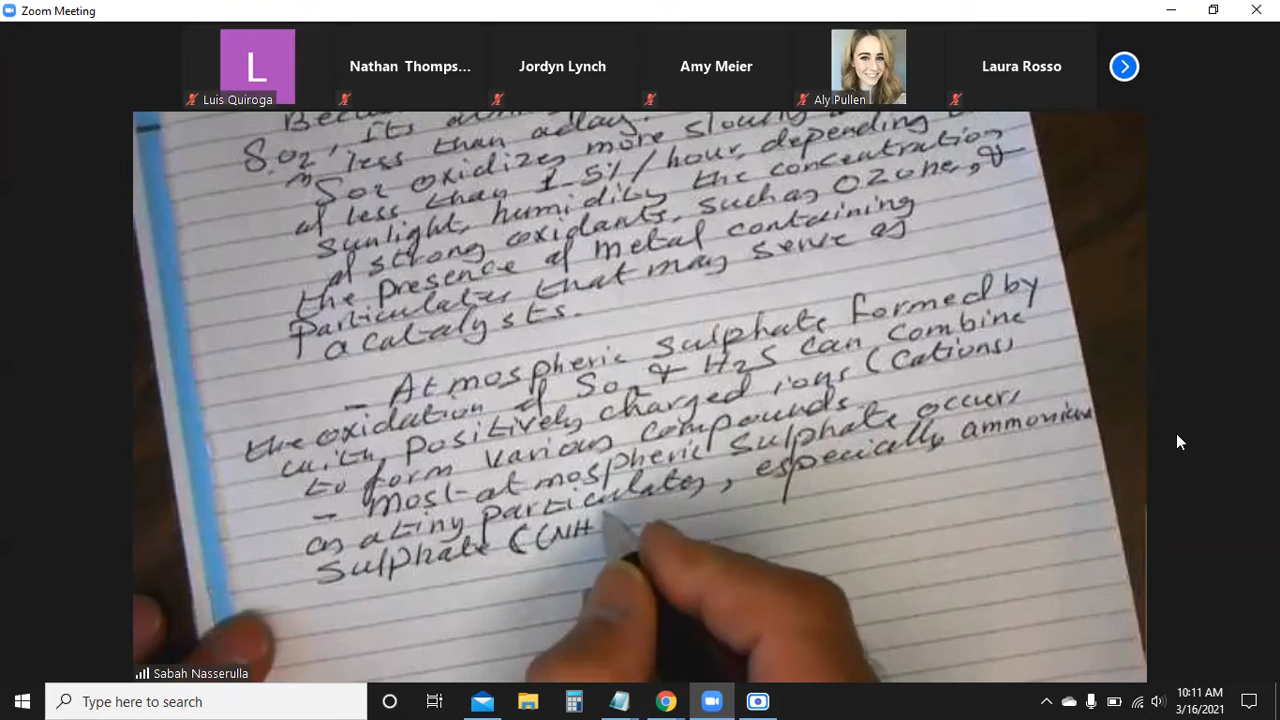 Zoom Meeting
L
Nathan Thomps...
Jordyn Lynch
Amy Meier
Laura Rosso
Luis Quiroga
Aly Pullen
SO2, Its
less than a day.
SO2 oxidizes more slowly
of less than 1-5%/hour, depending
sunlight, humidity the concentration
of strong oxidants, such as Ozone, &
the presence of metal containing
Particulates that may serve as
a catalysts.
- Atmospheric sulphate formed by
the oxidation of SO2 & H2S can combine
with positively charged ions (Cations)
to form various compounds.
- Most atmospheric sulphate occurs
as a tiny particulates, especially ammonium
Sulphate ((NH
Sabah Nasserulla
Type here to search
10:11 AM
3/16/2021